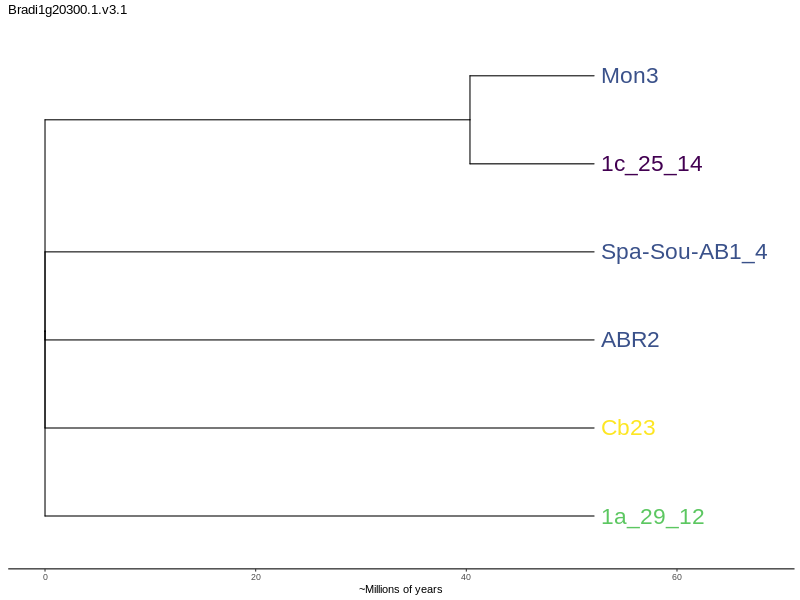 Bradi1g20300.1.v3.1
Mon3
1c_25_14
Spa-Sou-AB1_4
ABR2
Cb23
1a_29_12
0 20 40 60
~Millions of years